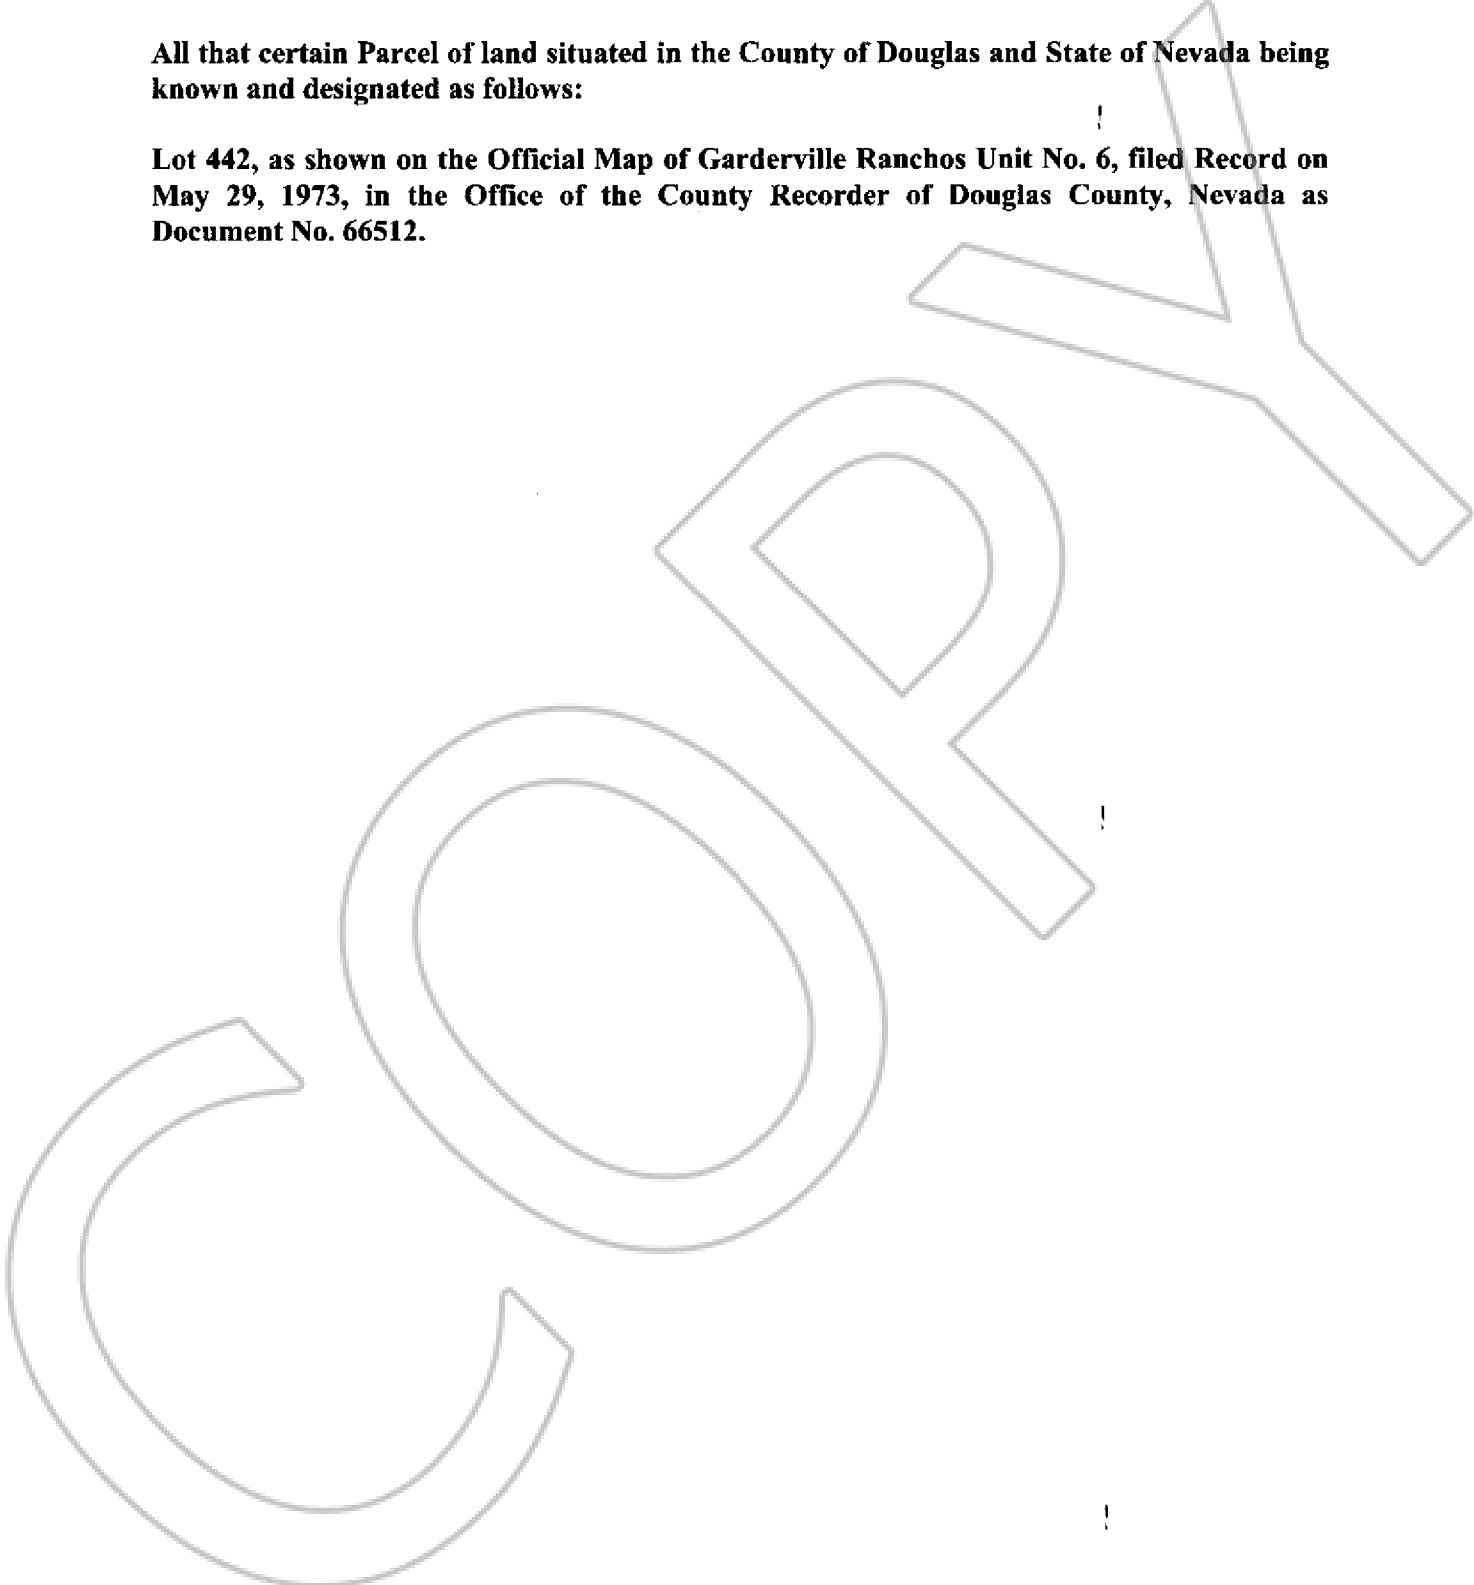 All that certain Parcel of land situated in the County of Douglas and State of Nevada being
known and designated as follows:
Lot 442, as shown on the Official Map of Garderville Ranchos Unit No. 6, filed Record on
May 29, 1973, in the Office of the County Recorder of Douglas County, Nevada as
Document No. 66512.
COPY